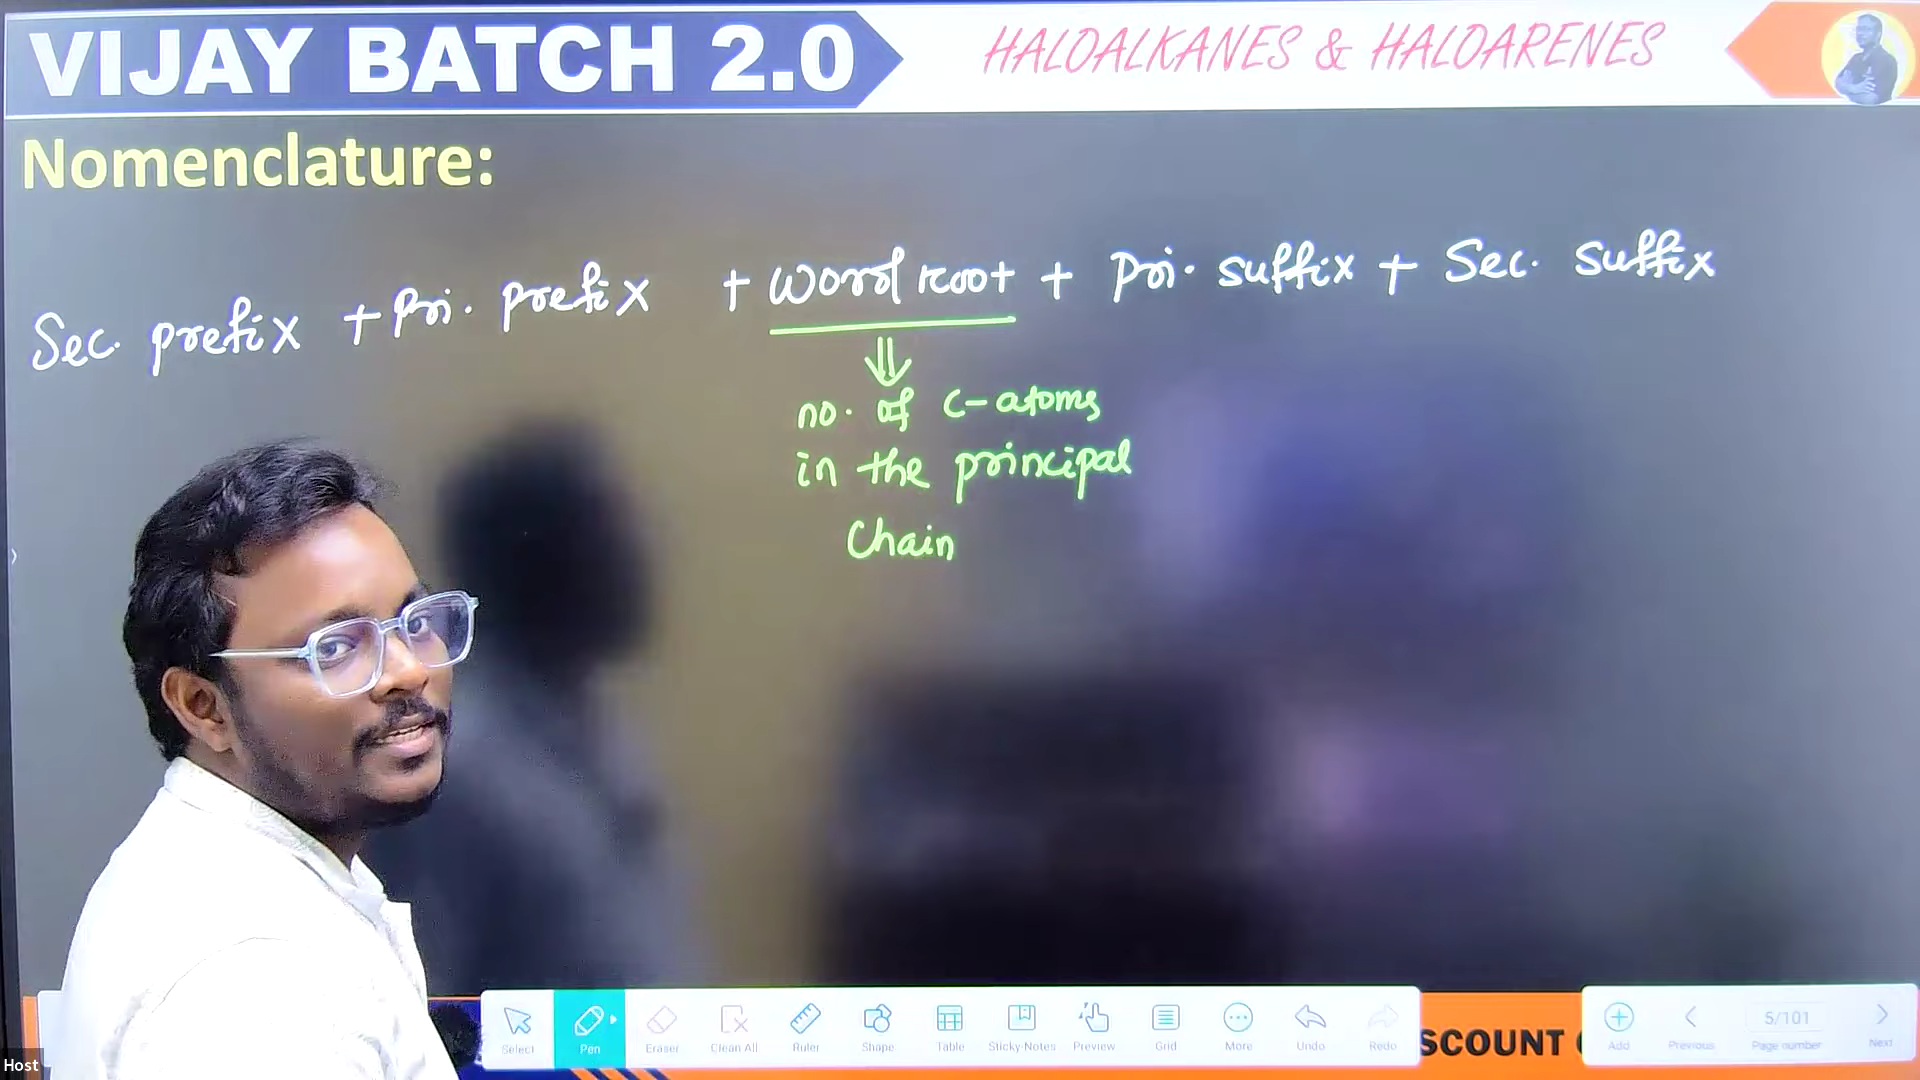 VIJAY BATCH 2.0
HALOALKANES & HALOARENES
Nomenclature:
Sec. prefix + Pri. prefix + Word root + Pri. suffix + Sec. suffix
no. of C-atoms
in the principal
Chain
Select
Pen
Eraser
Clean All
Ruler
Shape
Table
Sticky Notes
Preview
Grid
More
Undo
Redo
SCOUNT
Add
Previous
5/101
Page number
Next
Host